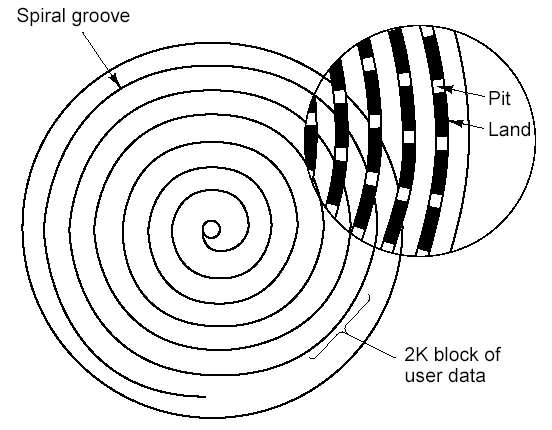 Spiral groove
Pit
Land
2K block of
user data